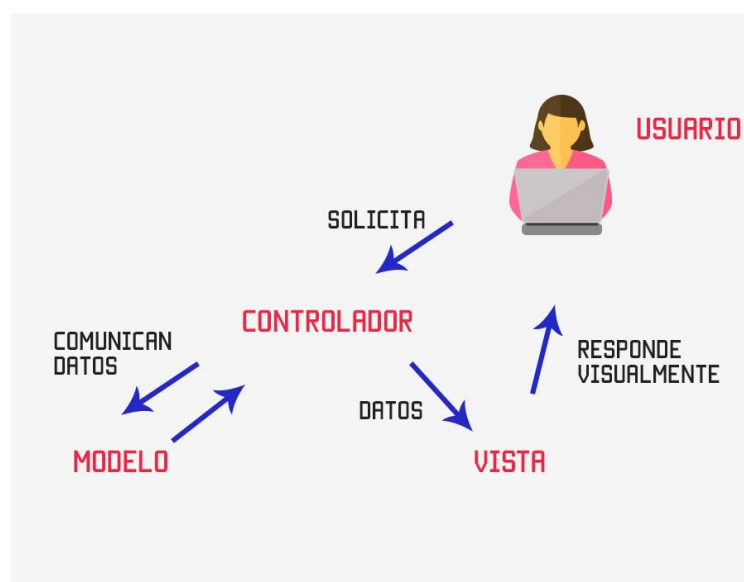 USUARIO
SOLICITA
CONTROLADOR
COMUNICAN
DATOS
RESPONDE
VISUALMENTE
DATOS
MODELO
VISTA